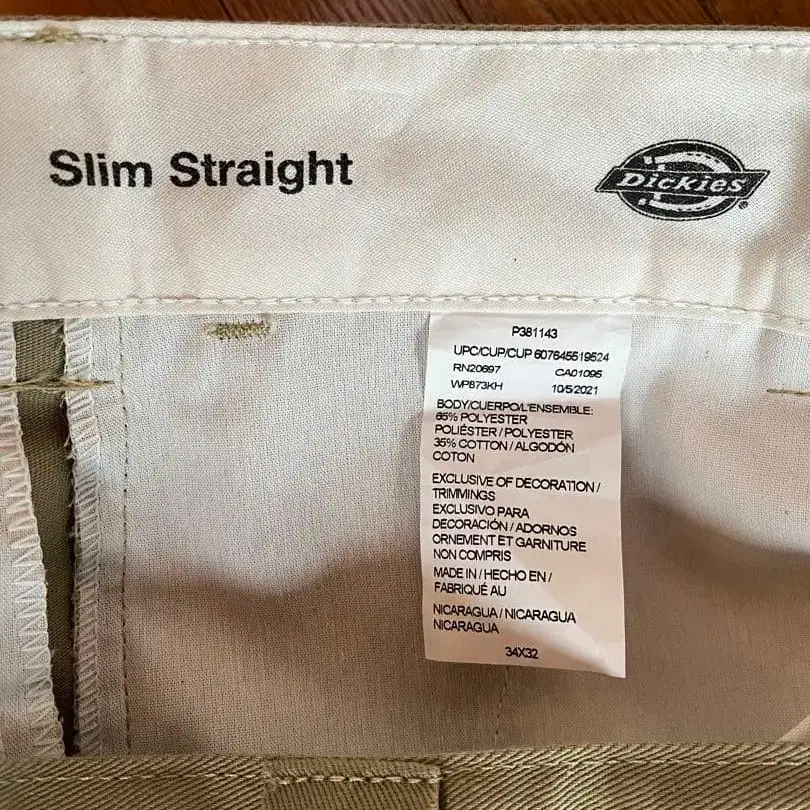 Slim Straight
Dickies®
P381143
UPC/CUP/CUP 607645519524
RN20697 CA01095
WP873KH 10/5/2021
BODY/CUERPO/L'ENSEMBLE:
65% POLYESTER
POLIÉSTER / POLYESTER
35% COTTON / ALGODÓN
COTON
EXCLUSIVE OF DECORATION /
TRIMMINGS
EXCLUSIVO PARA
DECORACIÓN / ADORNOS
ORNEMENT ET GARNITURE
NON COMPRIS
MADE IN / HECHO EN /
FABRIQUÉ AU
NICARAGUA / NICARAGUA
NICARAGUA
34X32